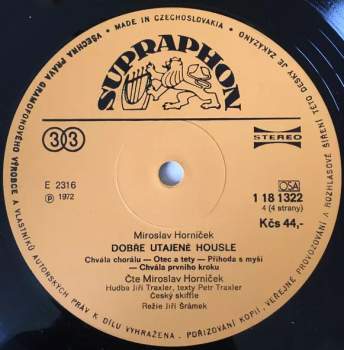 VŠECHNA PRÁVA GRAMOFONOVÉHO VÝROBCE A VLASTNÍKŮ AUTORSKÝCH PRÁV K DÍLU VYHRAŽENA. POŘIZOVÁNÍ KOPIÍ, VEŘEJNÉ PROVOZOVÁNÍ A ROZHLASOVÉ ŠÍŘENÍ TÉTO DESKY JE ZAKÁZÁNO • MADE IN CZECHOSLOVAKIA •
SUPRAPHON
33
STEREO
E 2316
℗ 1972
OSA
1 18 1322
4 (4 strany)
Kčs 44,-
Miroslav Horníček
DOBŘE UTAJENÉ HOUSLE
Chvála chorálu — Otec a tety — Příhoda s myší
— Chvála prvního kroku
Čte Miroslav Horníček
Hudba Jiří Traxler, texty Petr Traxler
Český skiffle
Režie Jiří Šrámek